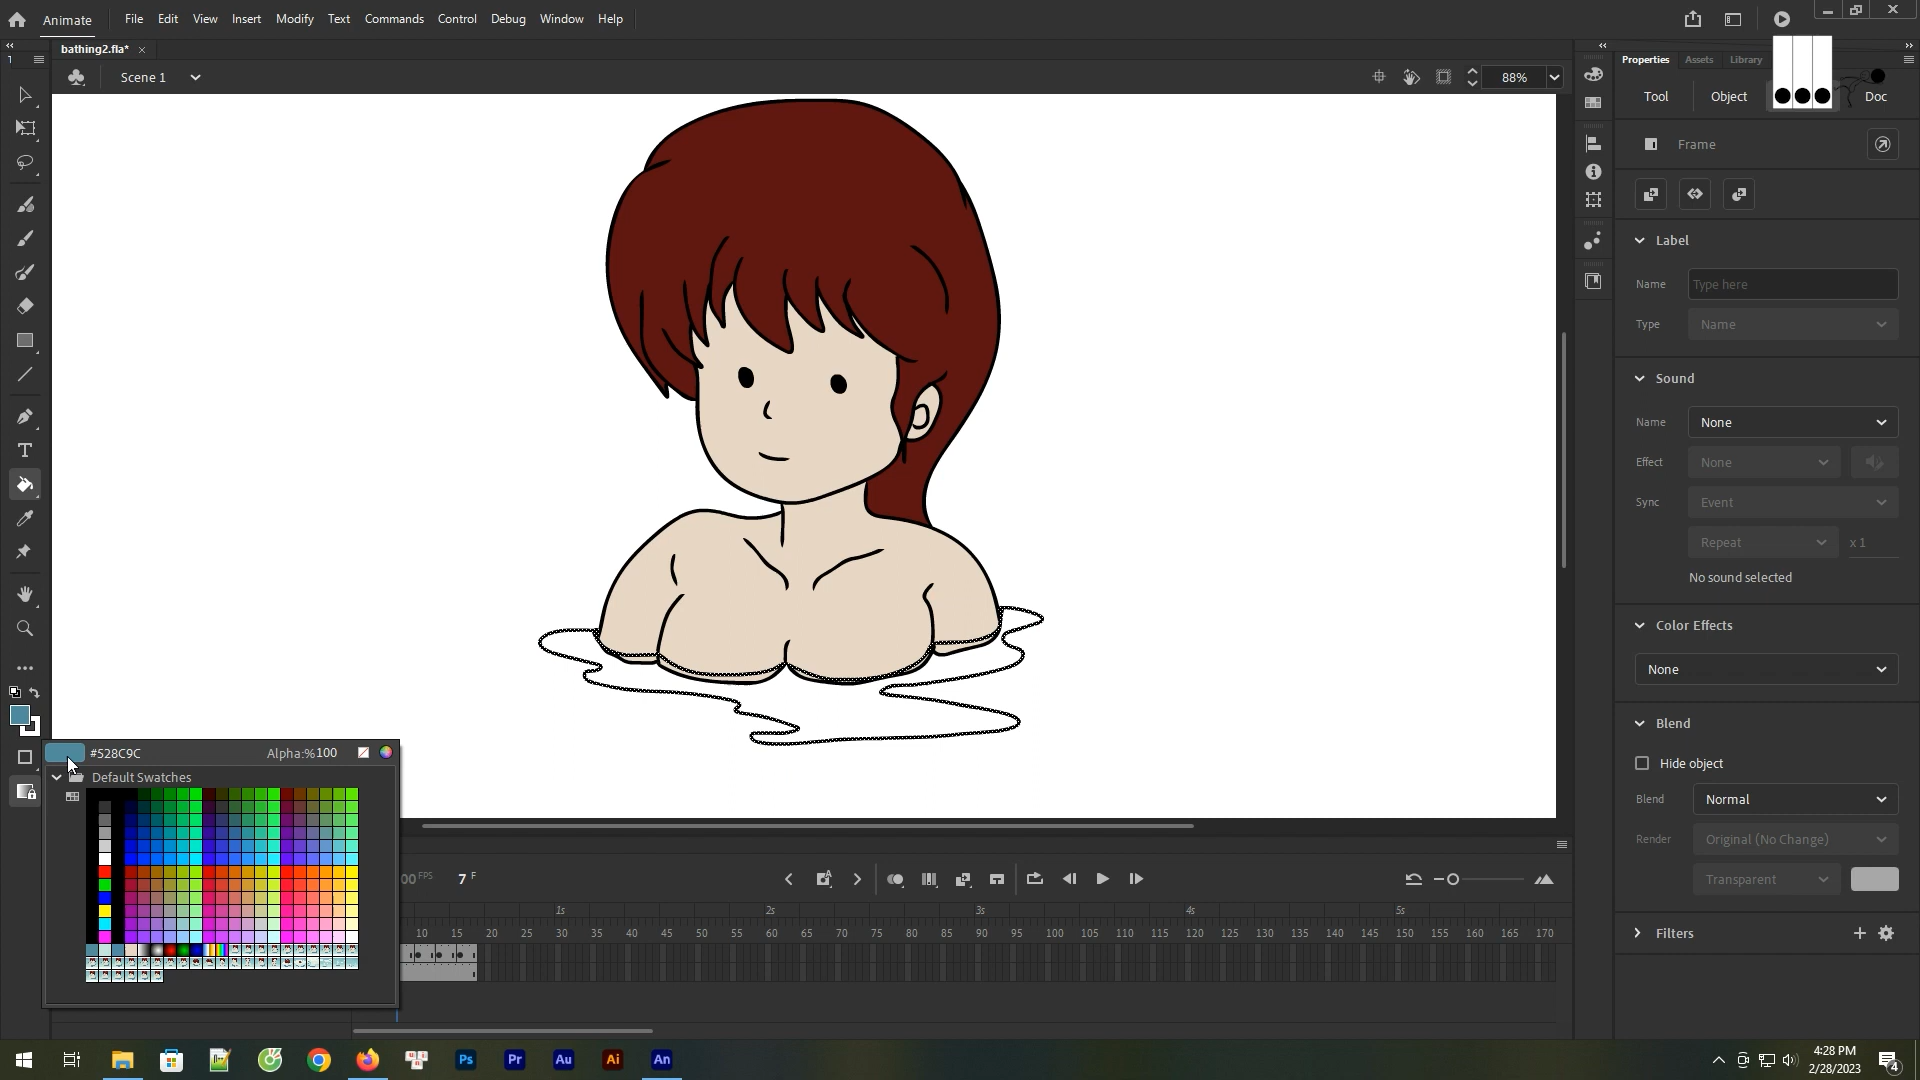 Animate File Edit View Insert Modify Text Commands Control Debug Window Help
bathing2.fla*
Properties Assets Library
Scene 1
88%
Tool Object Doc
Frame
Label
Name Type here
Type Name
Sound
Name None
Effect None
Sync Event
Repeat x 1
No sound selected
Color Effects
None
Blend
Hide object
Blend Normal
Render Original (No Change)
Transparent
Filters
#528C9C Alpha:% 100
Default Swatches
00 FPS 7 F
1s 2s 3s 4s 5s
10 15 20 25 30 35 40 45 50 55 60 65 70 75 80 85 90 95 100 105 110 115 120 125 130 135 140 145 150 155 160 165 170
Ps Pr Au Ai An
4:28 PM
2/28/2023
4